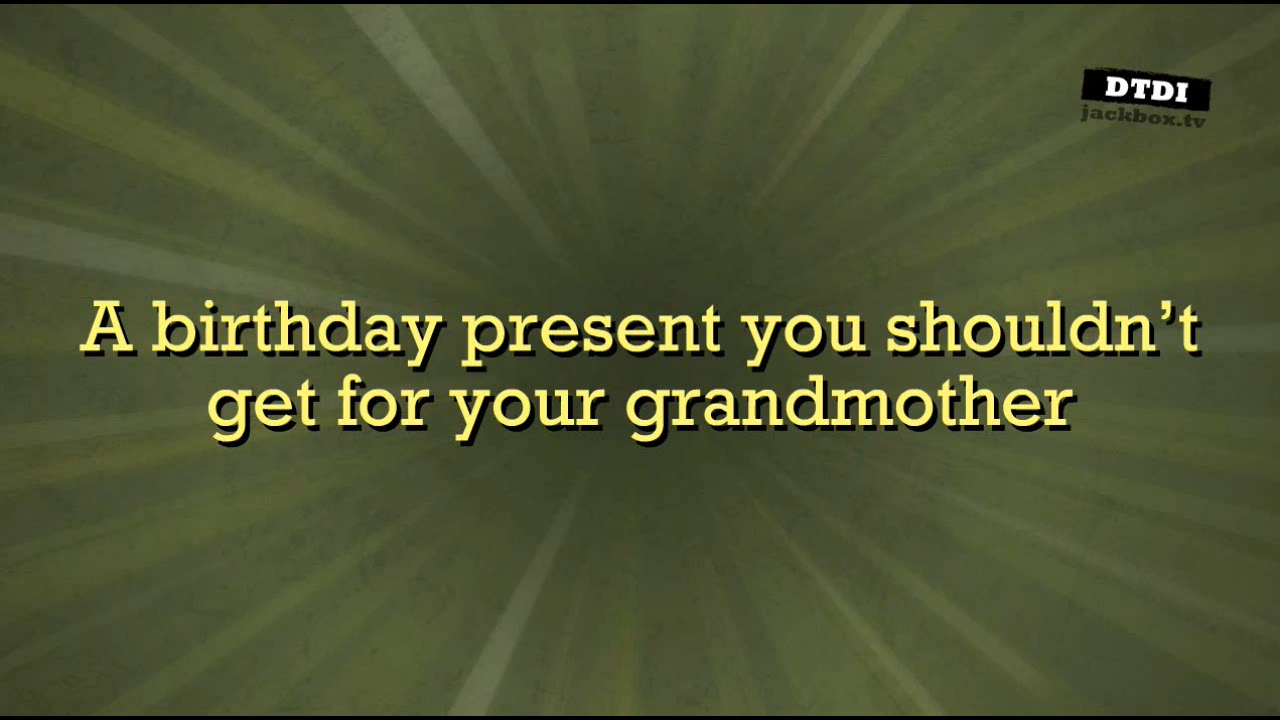 DTDI
jackbox.tv
A birthday present you shouldn’t
get for your grandmother